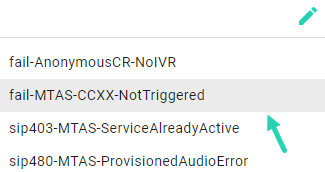 fail-AnonymousCR-NoIVR
fail-MTAS-CCXX-NotTriggered
sip403-MTAS-ServiceAlreadyActive
sip480-MTAS-ProvisionedAudioError